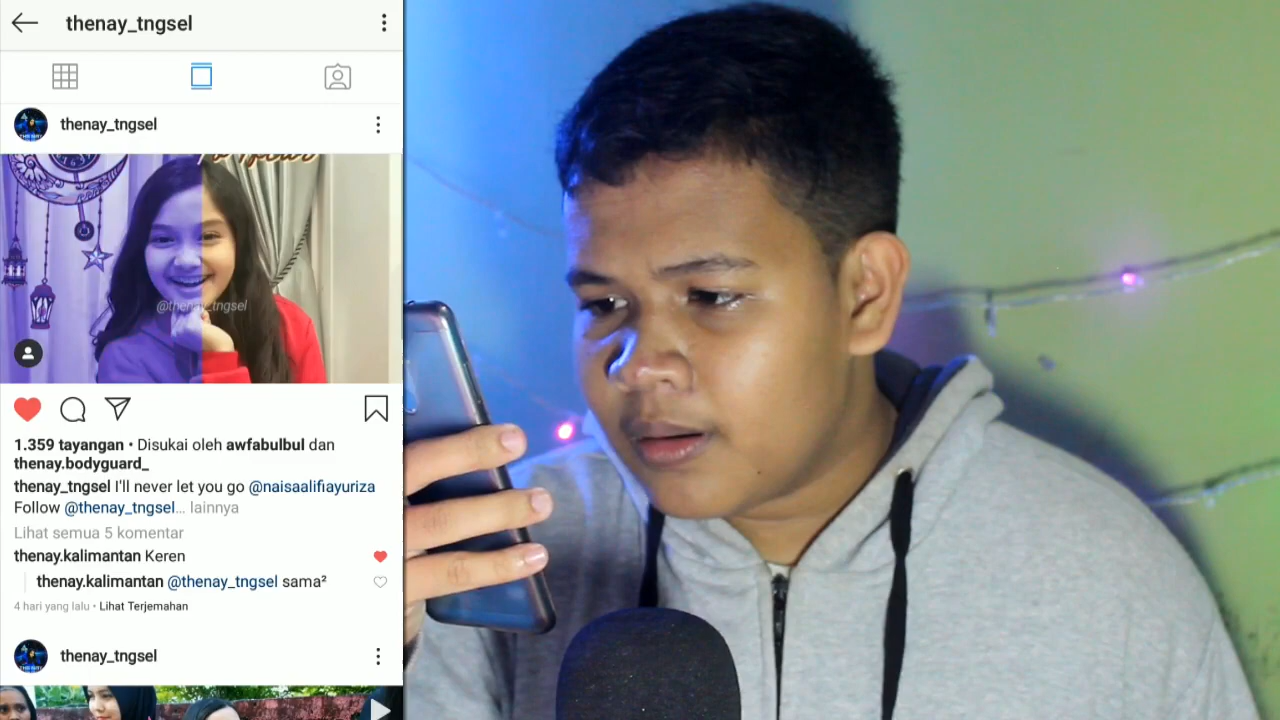 thenay_tngsel
thenay_tngsel
@thenay_tngsel
1.359 tayangan • Disukai oleh awfabulbul dan
thenay.bodyguard_
thenay_tngsel I'll never let you go @naisaalifiayuriza
Follow @thenay_tngsel... lainnya
Lihat semua 5 komentar
thenay.kalimantan Keren
thenay.kalimantan @thenay_tngsel sama²
4 hari yang lalu • Lihat Terjemahan
thenay_tngsel